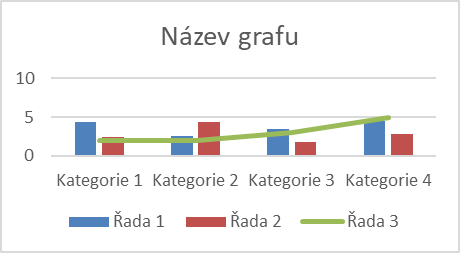 Název grafu
10
5
0
Kategorie 1 Kategorie 2 Kategorie 3 Kategorie 4
Řada 1 Řada 2 Řada 3